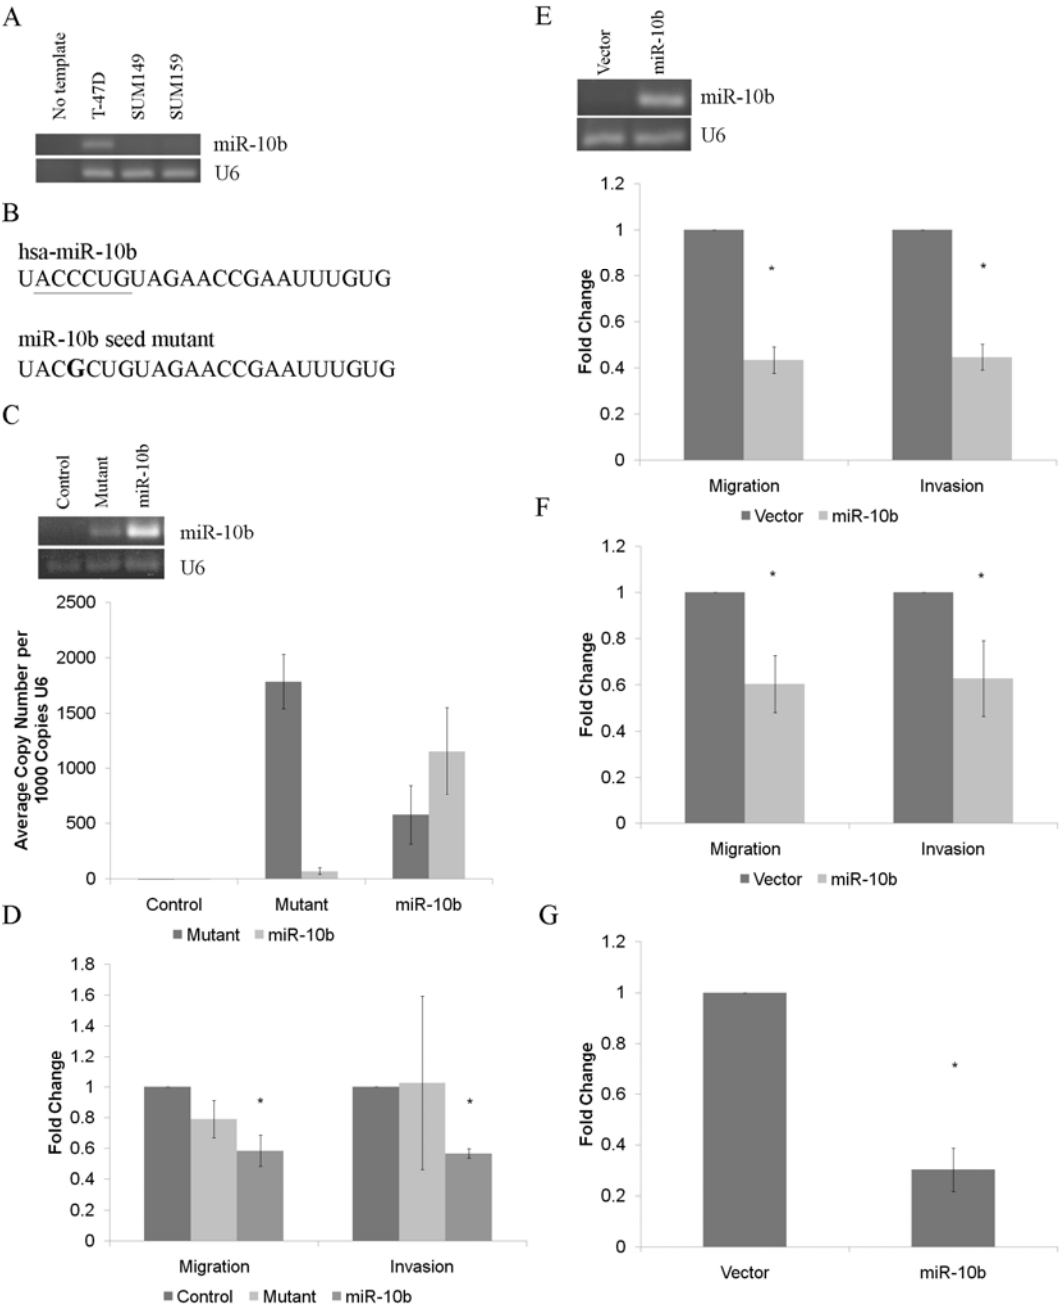 A
No template
T-47D
SUM149
SUM159
miR-10b
U6
B
hsa-miR-10b
UACCCUGUAGAACCGAAUUUGUG
miR-10b seed mutant
UACGCUGUAGAACCGAAUUUGUG
C
Control
Mutant
miR-10b
miR-10b
U6
Average Copy Number per
1000 Copies U6
2500
2000
1500
1000
500
0
Control Mutant miR-10b
Mutant miR-10b
D
Fold Change
1.8
1.6
1.4
1.2
1
0.8
0.6
0.4
0.2
0
*
*
Migration Invasion
Control Mutant miR-10b
E
Vector
miR-10b
miR-10b
U6
Fold Change
1.2
1
0.8
0.6
0.4
0.2
0
*
*
Migration Invasion
Vector miR-10b
F
Fold Change
1.2
1
0.8
0.6
0.4
0.2
0
*
*
Migration Invasion
Vector miR-10b
G
Fold Change
1.2
1
0.8
0.6
0.4
0.2
0
*
Vector miR-10b